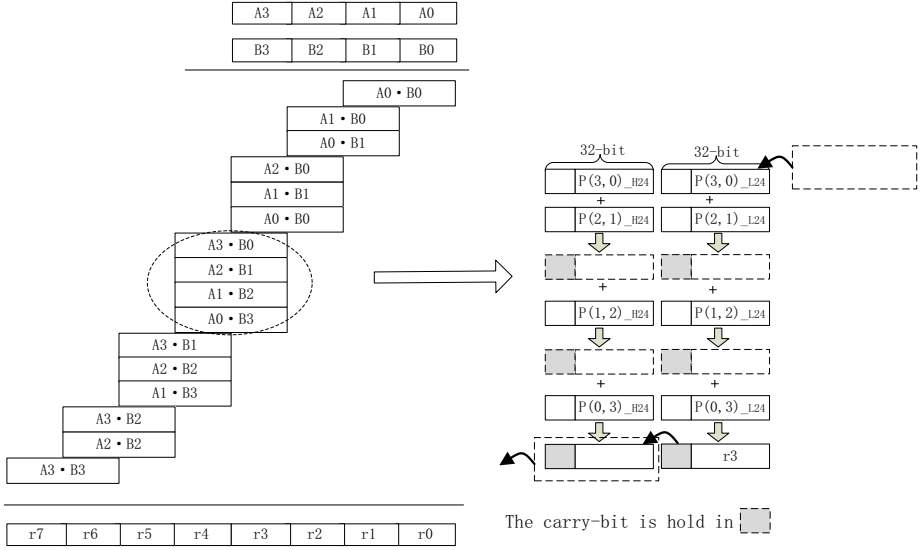 A3 A2 A1 A0
B3 B2 B1 B0
A0·B0
A1·B0
A0·B1
A2·B0
A1·B1
A0·B0
A3·B0
A2·B1
A1·B2
A0·B3
A3·B1
A2·B2
A1·B3
A3·B2
A2·B2
A3·B3
r7 r6 r5 r4 r3 r2 r1 r0
32-bit 32-bit
P(3,0)_H24 P(3,0)_L24
+ +
P(2,1)_H24 P(2,1)_L24
+ +
P(1,2)_H24 P(1,2)_L24
+ +
P(0,3)_H24 P(0,3)_L24
r3
The carry-bit is hold in